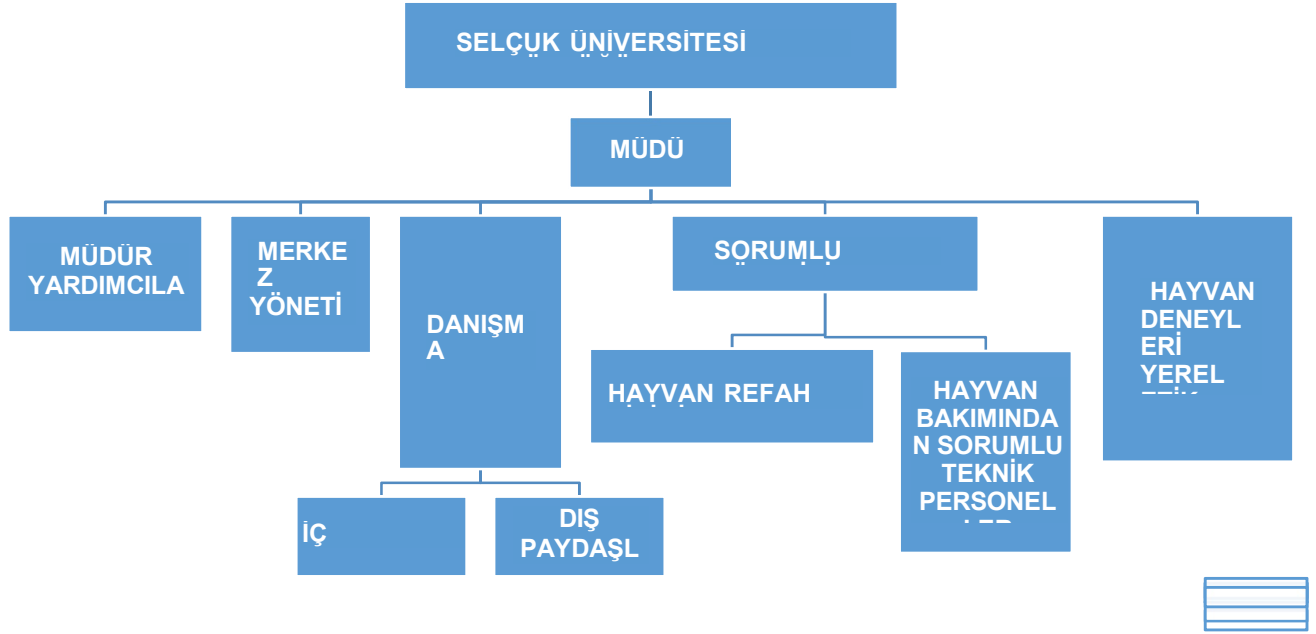 SELÇUK ÜNİVERSİTESİ
MÜDÜ
MÜDÜR
YARDIMCILA
MERKE
Z
YÖNETİ
DANIŞM
A
SORUMLU
HAYVAN
DENEYL
ERİ
YEREL
HAYVAN REFAH
HAYVAN
BAKIMINDA
N SORUMLU
TEKNİK
PERSONEL
İÇ
DIŞ
PAYDAŞL